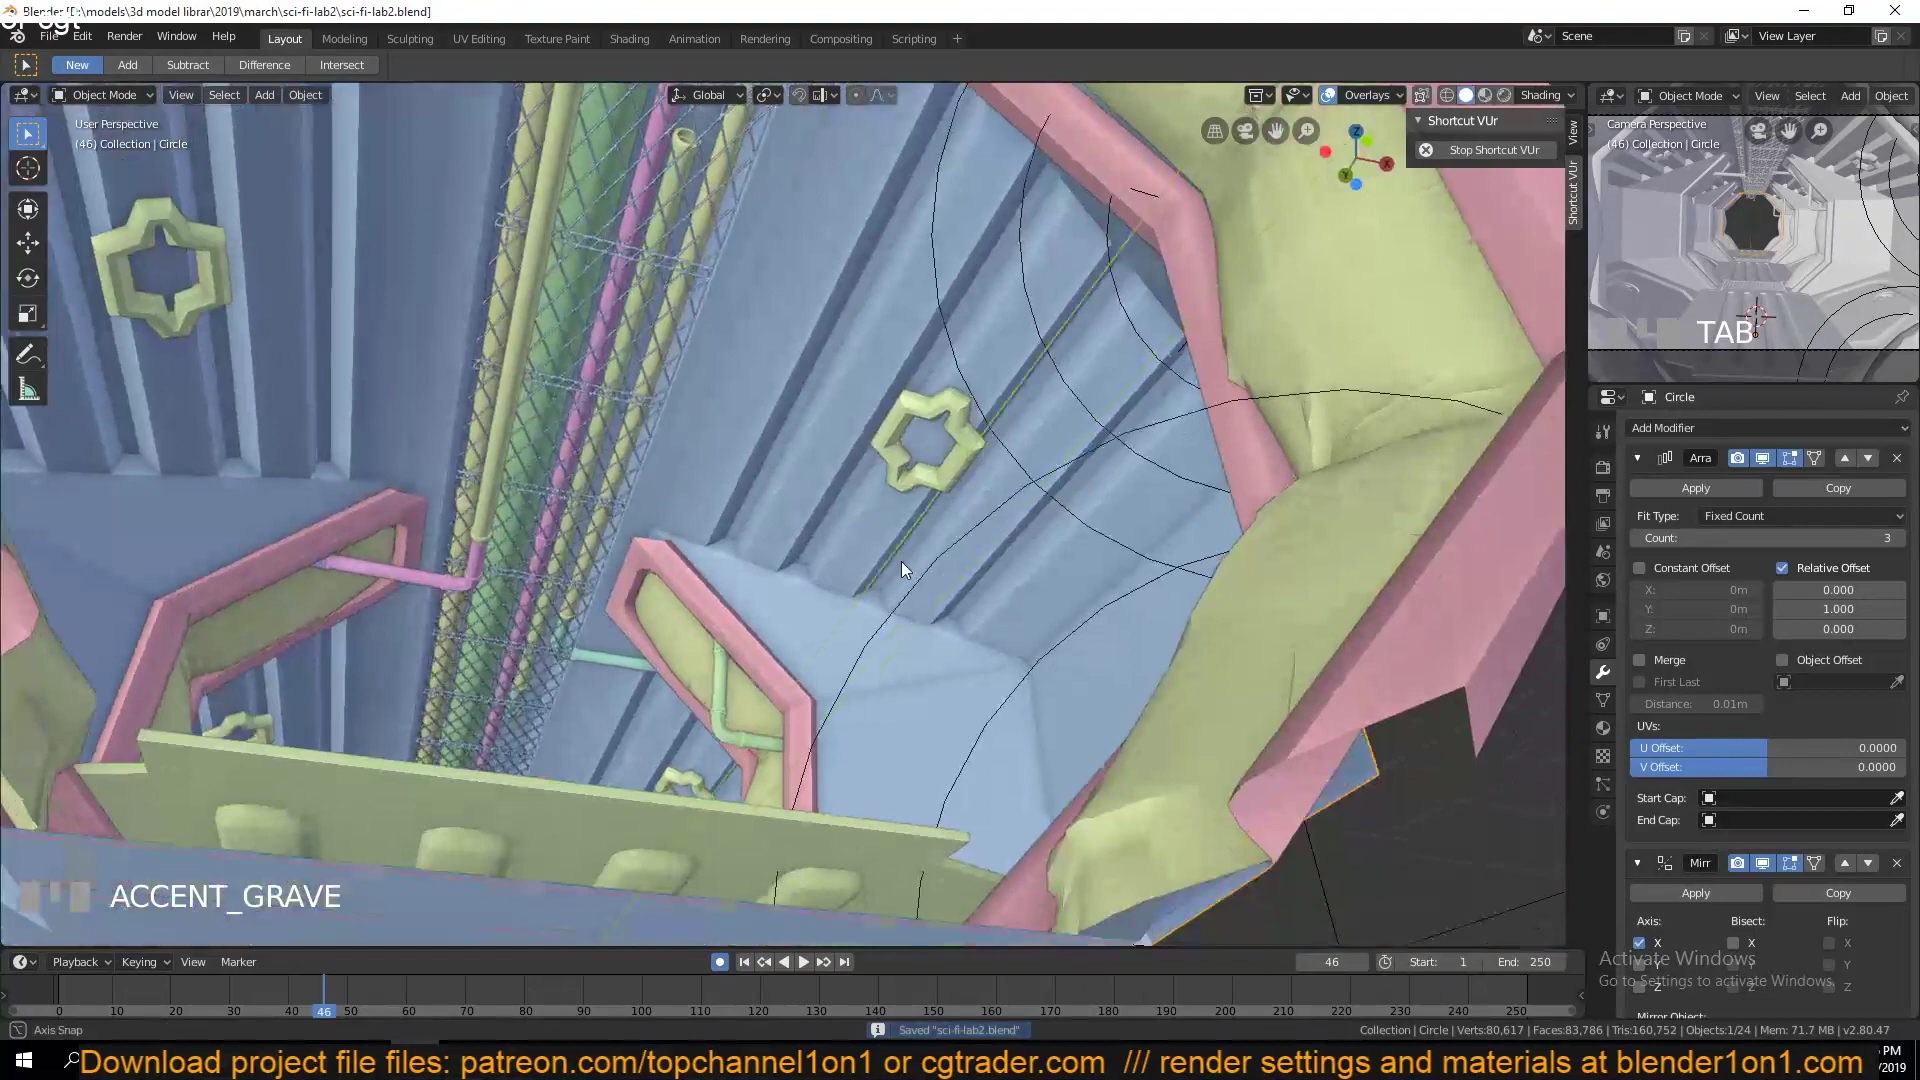 Blender [E:\models\3d model librar\2019\march\sci-fi-lab2\sci-fi-lab2.blend]
File Edit Render Window Help
Layout Modeling Sculpting UV Editing Texture Paint Shading Animation Rendering Compositing Scripting +
Scene
View Layer
New Add Subtract Difference Intersect
Object Mode View Select Add Object
Global
Overlays Shading
Object Mode View Select Add Object
User Perspective
(46) Collection | Circle
Shortcut VUr
Stop Shortcut VUr
View
Shortcut VUr
Camera Perspective
(46) Collection | Circle
TAB
Circle
Add Modifier
Arra
Apply Copy
Fit Type: Fixed Count
Count: 3
Constant Offset Relative Offset
X: 0m 0.000
Y: 0m 1.000
Z: 0m 0.000
Merge Object Offset
First Last
Distance: 0.01m
UVs:
U Offset: 0.0000
V Offset: 0.0000
Start Cap:
End Cap:
Mirr
Apply Copy
Axis: Bisect: Flip:
X X X
Y Y Y
Z Z Z
Mirror Object:
Activate Windows
Go to Settings to activate Windows.
ACCENT_GRAVE
Playback Keying View Marker
46 Start: 1 End: 250
0 10 20 30 40 46 50 60 70 80 90 100 110 120 130 140 150 160 170 180 190 200 210 220 230 240 250
Axis Snap
Saved "sci-fi-lab2.blend"
Collection | Circle | Verts:80,617 | Faces:83,786 | Tris:160,752 | Objects:1/24 | Mem: 71.7 MB | v2.80.47
Download project file files: patreon.com/topchannel1on1 or cgtrader.com /// render settings and materials at blender1on1.com
PM
/2019